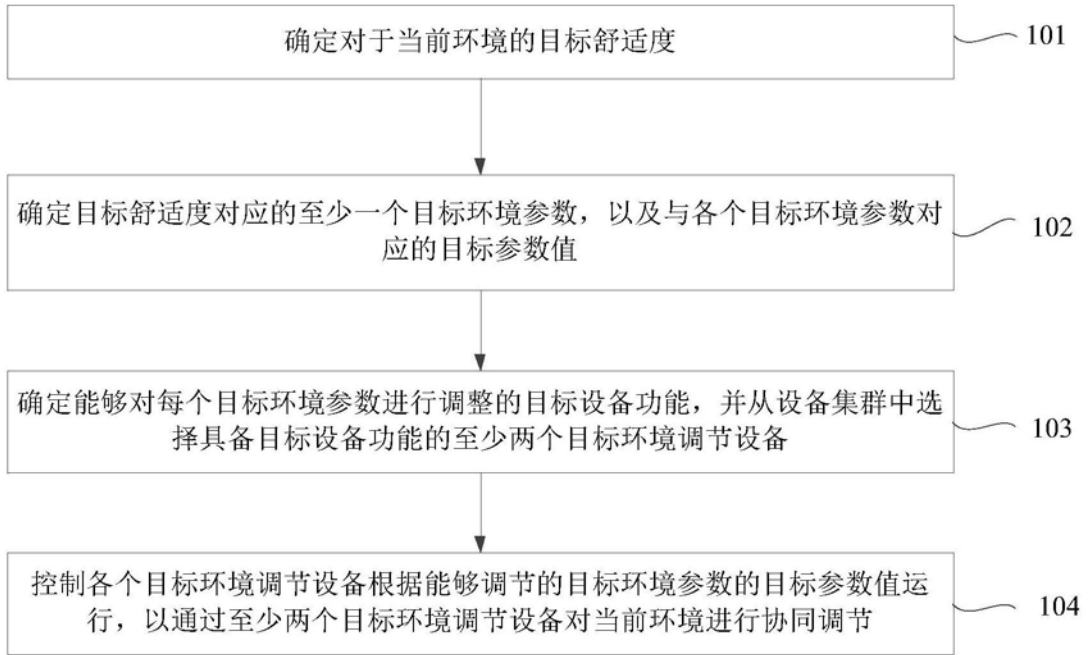 确定对于当前环境的目标舒适度
101
确定目标舒适度对应的至少一个目标环境参数，以及与各个目标环境参数对
应的目标参数值
102
确定能够对每个目标环境参数进行调整的目标设备功能，并从设备集群中选
择具备目标设备功能的至少两个目标环境调节设备
103
控制各个目标环境调节设备根据能够调节的目标环境参数的目标参数值运
行，以通过至少两个目标环境调节设备对当前环境进行协同调节
104